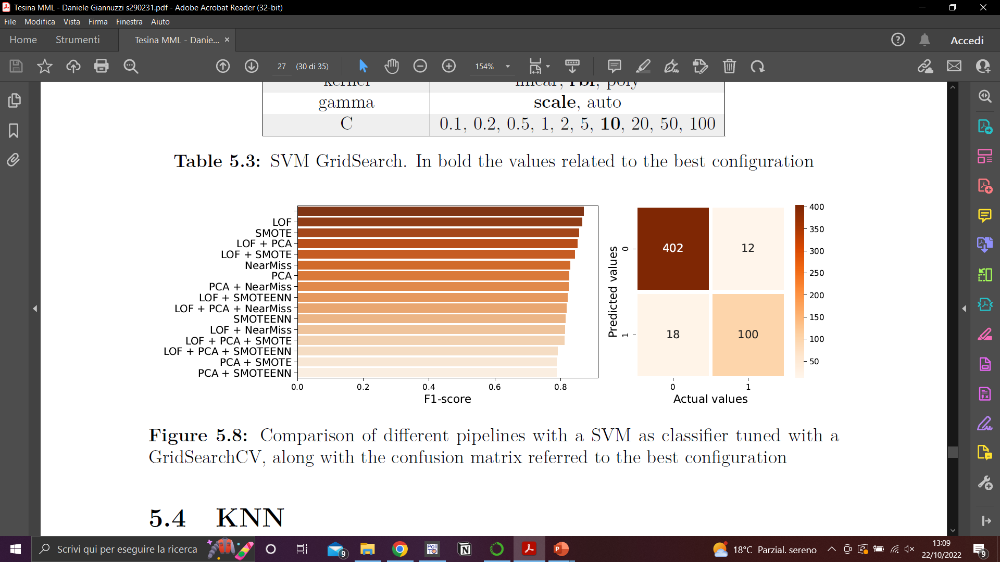 Tesina MML - Daniele Giannuzzi s290231.pdf - Adobe Acrobat Reader (32-bit)
File Modifica Vista Firma Finestra Aiuto
Home Strumenti Tesina MML - Danie... × Accedi
27 (30 di 35) 154%
kernel linear, rbf, poly
gamma scale, auto
C 0.1, 0.2, 0.5, 1, 2, 5, 10, 20, 50, 100
Table 5.3: SVM GridSearch. In bold the values related to the best configuration
LOF
SMOTE
LOF + PCA
LOF + SMOTE
NearMiss
PCA
PCA + NearMiss
LOF + SMOTEENN
LOF + PCA + NearMiss
SMOTEENN
LOF + NearMiss
LOF + PCA + SMOTE
LOF + PCA + SMOTEENN
PCA + SMOTE
PCA + SMOTEENN
0.0 0.2 0.4 0.6 0.8
F1-score
Predicted values
0
1
402 12
18 100
0 1
Actual values
400
350
300
250
200
150
100
50
Figure 5.8: Comparison of different pipelines with a SVM as classifier tuned with a
GridSearchCV, along with the confusion matrix referred to the best configuration
5.4 KNN
Scrivi qui per eseguire la ricerca
9
Poli
TO
N
P
18°C Parzial. sereno
13:09
22/10/2022
9